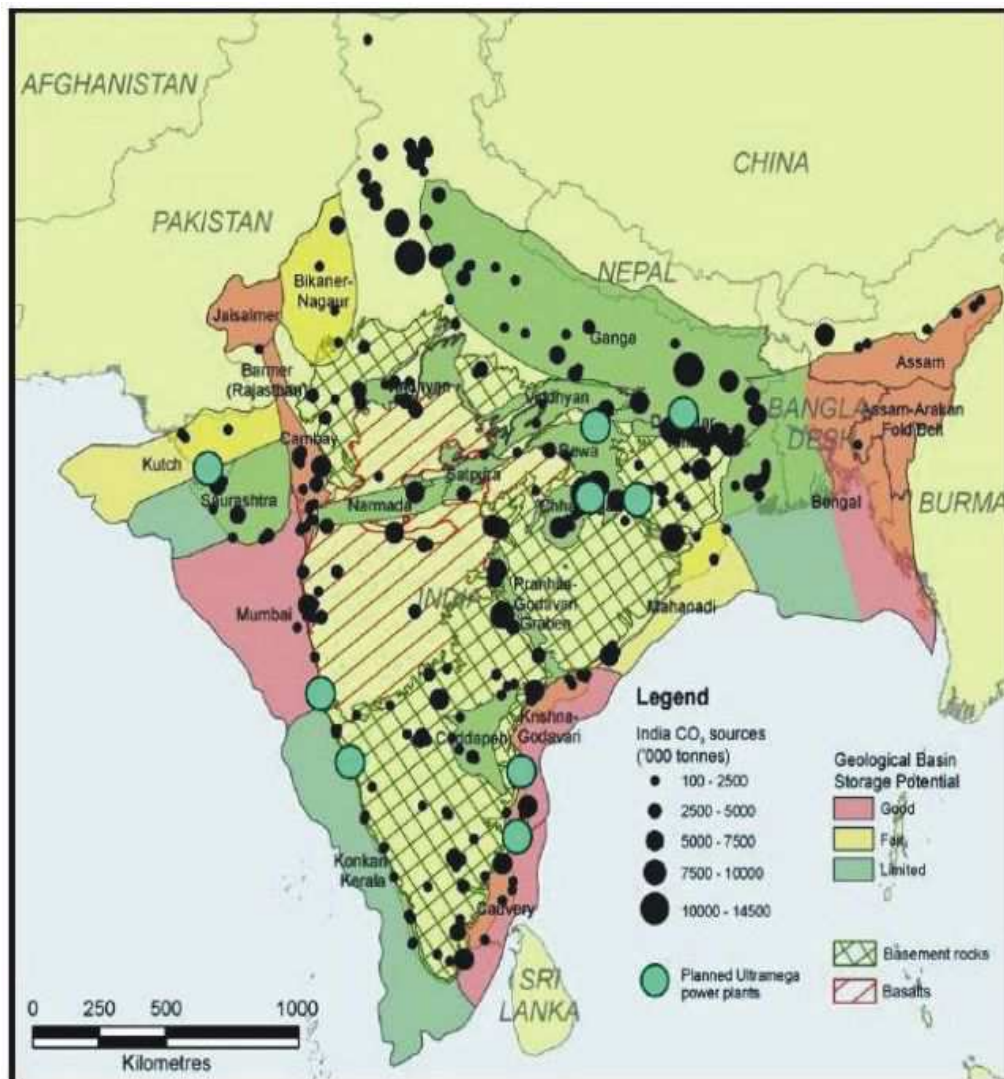 AFGHANISTAN
CHINA
PAKISTAN
NEPAL
Bikaner-
Nagaur
Jaisalmer
Ganga
Barmer
(Rajasthan)
Assam
Vindhyan
BANGLA
DESH
Assam-Arakan
Fold Belt
Cambay
Kutch
Satpura
Saurashtra
Narmada
Bengal
BURMA
INDIA
Pranhita-
Godavari
Graben
Mahanadi
Mumbai
Krishna-
Godavari
Cuddapah
Konkan
Kerala
Cauvery
SRI
LANKA
Legend
India CO₂ sources
('000 tonnes)
100 - 2500
2500 - 5000
5000 - 7500
7500 - 10000
10000 - 14500
Planned Ultramega
power plants
Geological Basin
Storage Potential
Good
Fair
Limited
Basement rocks
Basalts
0 250 500 1000
Kilometres